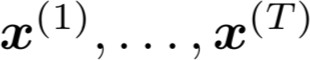 𝒙⁽¹⁾, . . . , 𝒙⁽ᵀ⁾